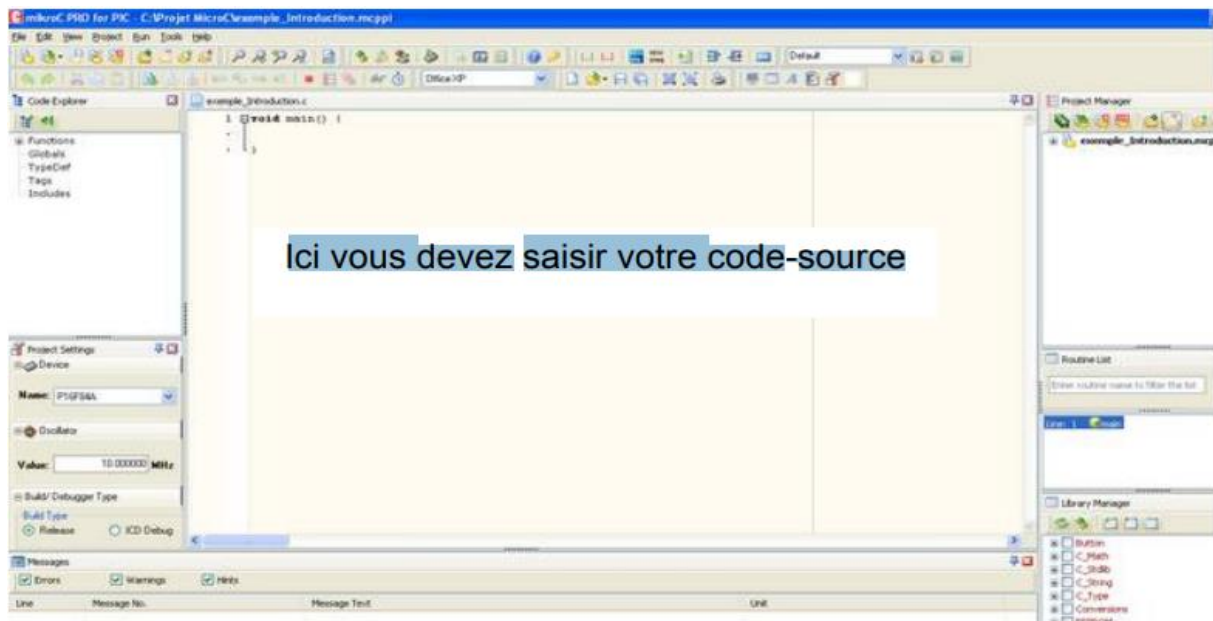 mikroC PRO for PIC - C:\Projet MicroC\example_Introduction.mcppi
File Edit View Project Run Tools Help
Default
Office XP
Code Explorer
example_Introduction.c
Project Manager
1 void main() {
}
Functions
Globals
TypeDef
Tags
Includes
exemple_Introduction.mcp
Ici vous devez saisir votre code-source
Project Settings
Device
Name: P16F84A
Oscillator
Value: 10.000000 MHz
Build/Debugger Type
Build Type
Release ICD Debug
Routine List
Enter routine name to filter the list
Line: 1 main
Library Manager
Button
C_Math
C_Stdlib
C_String
C_Type
Conversions
Messages
Errors Warnings Hints
Line Message No. Message Text Unit